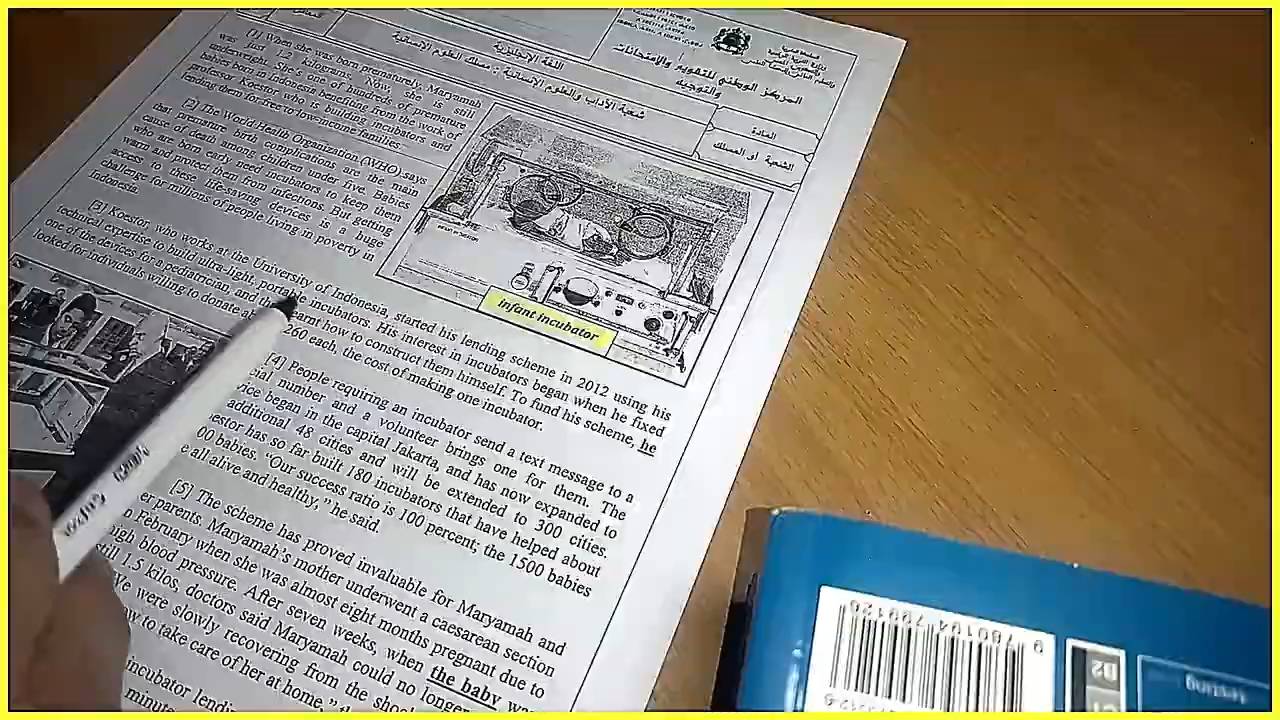 المركز الوطني للتقويم والامتحانات
والتوجيه
المادة
اللغة الإنجليزية
الشعبة أو المسلك
شعبة الآداب والعلوم الإنسانية : مسلك العلوم الإنسانية
[1] When she was born prematurely, Maryamah
was just 1.2 kilograms. Now, she is still
underweight. She's one of hundreds of premature
babies born in Indonesia benefiting from the work of
professor Koestor who is building incubators and
lending them for free to low-income families."
[2] The World Health Organization (WHO) says
that premature birth complications are the main
cause of death among children under five. Babies
who are born early need incubators to keep them
warm and protect them from infections. But getting
access to these life-saving devices is a huge
challenge for millions of people living in poverty in
Indonesia.
infant incubator
[3] Koestor, who works at the University of Indonesia, started his lending scheme in 2012 using his
technical expertise to build ultra-light, portable incubators. His interest in incubators began when he fixed
one of the devices for a pediatrician, and learnt how to construct them himself. To fund his scheme, he
looked for individuals willing to donate 260 each, the cost of making one incubator.
[4] People requiring an incubator send a text message to a
number and a volunteer brings one for them. The
began in the capital Jakarta, and has now expanded to
additional 48 cities and will be extended to 300 cities.
has so far built 180 incubators that have helped about
00 babies. "Our success ratio is 100 percent; the 1500 babies
all alive and healthy," he said.
[5] The scheme has proved invaluable for Maryamah and
er parents. Maryamah's mother underwent a caesarean section
February when she was almost eight months pregnant due to
high blood pressure. After seven weeks, when the baby was
still 1.5 kilos, doctors said Maryamah could no longer
were slowly recovering from the shock
to take care of her at home,"
incubator
minute
9 780194 780120
B2
C1
Testing